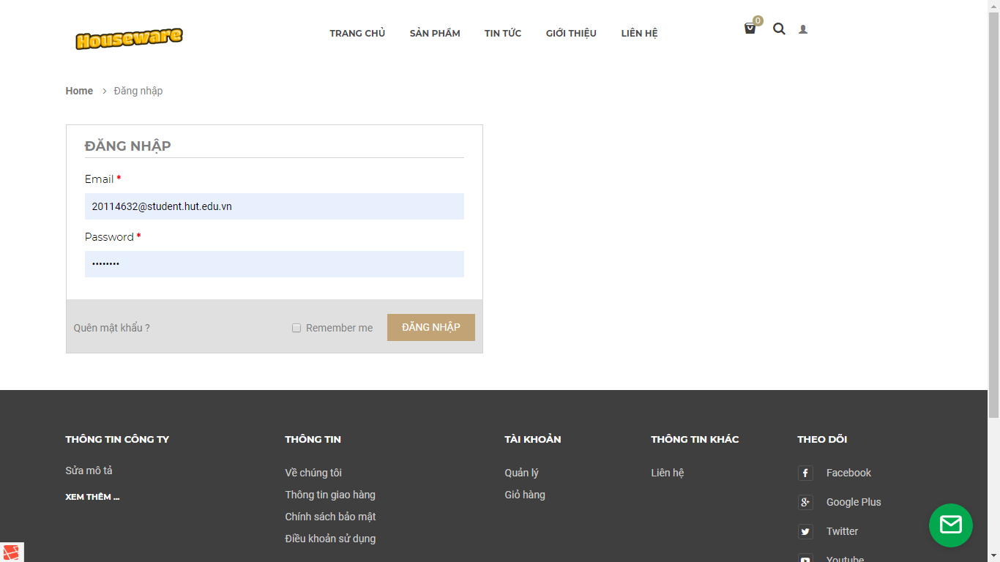 Houseware
TRANG CHỦ SẢN PHẨM TIN TỨC GIỚI THIỆU LIÊN HỆ
0
Home > Đăng nhập
ĐĂNG NHẬP
Email *
20114632@student.hut.edu.vn
Password *
••••••••
Quên mật khẩu ?
Remember me
ĐĂNG NHẬP
THÔNG TIN CÔNG TY
Sửa mô tả
XEM THÊM ...
THÔNG TIN
Về chúng tôi
Thông tin giao hàng
Chính sách bảo mật
Điều khoản sử dụng
TÀI KHOẢN
Quản lý
Giỏ hàng
THÔNG TIN KHÁC
Liên hệ
THEO DÕI
Facebook
Google Plus
Twitter
Youtube